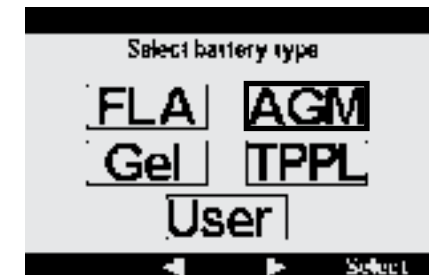 Select battery type
FLA AGM
Gel TPPL
User
Select